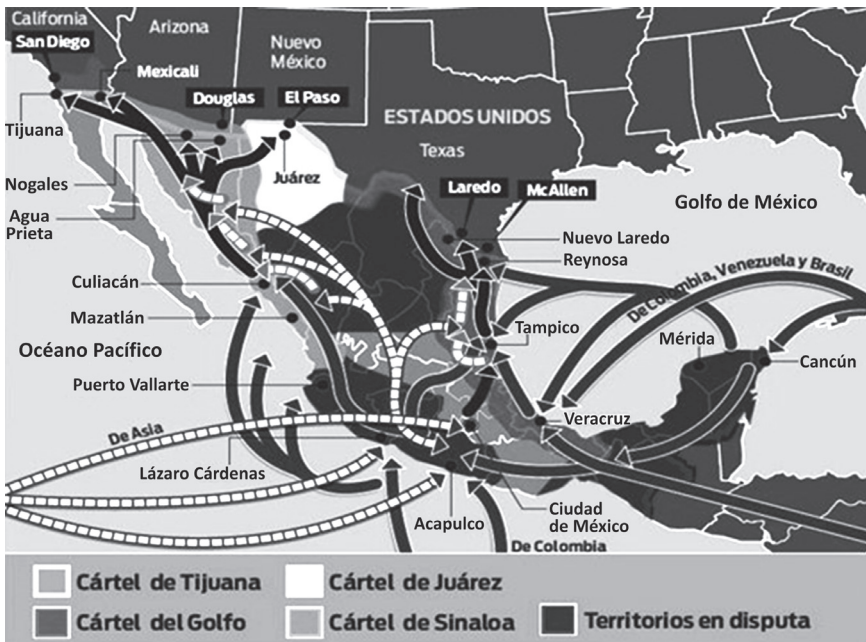 California
San Diego
Arizona
Nuevo
México
Mexicali
Douglas
El Paso
ESTADOS UNIDOS
Texas
Tijuana
Juárez
Nogales
Laredo
McAllen
Golfo de México
Agua
Prieta
Nuevo Laredo
Reynosa
Culiacán
De Colombia, Venezuela y Brasil
Mazatlán
Tampico
Mérida
Océano Pacífico
Cancún
Puerto Vallarte
Veracruz
De Asia
Lázaro Cárdenas
Acapulco
Ciudad
de México
De Colombia
Cártel de Tijuana
Cártel de Juárez
Cártel del Golfo
Cártel de Sinaloa
Territorios en disputa